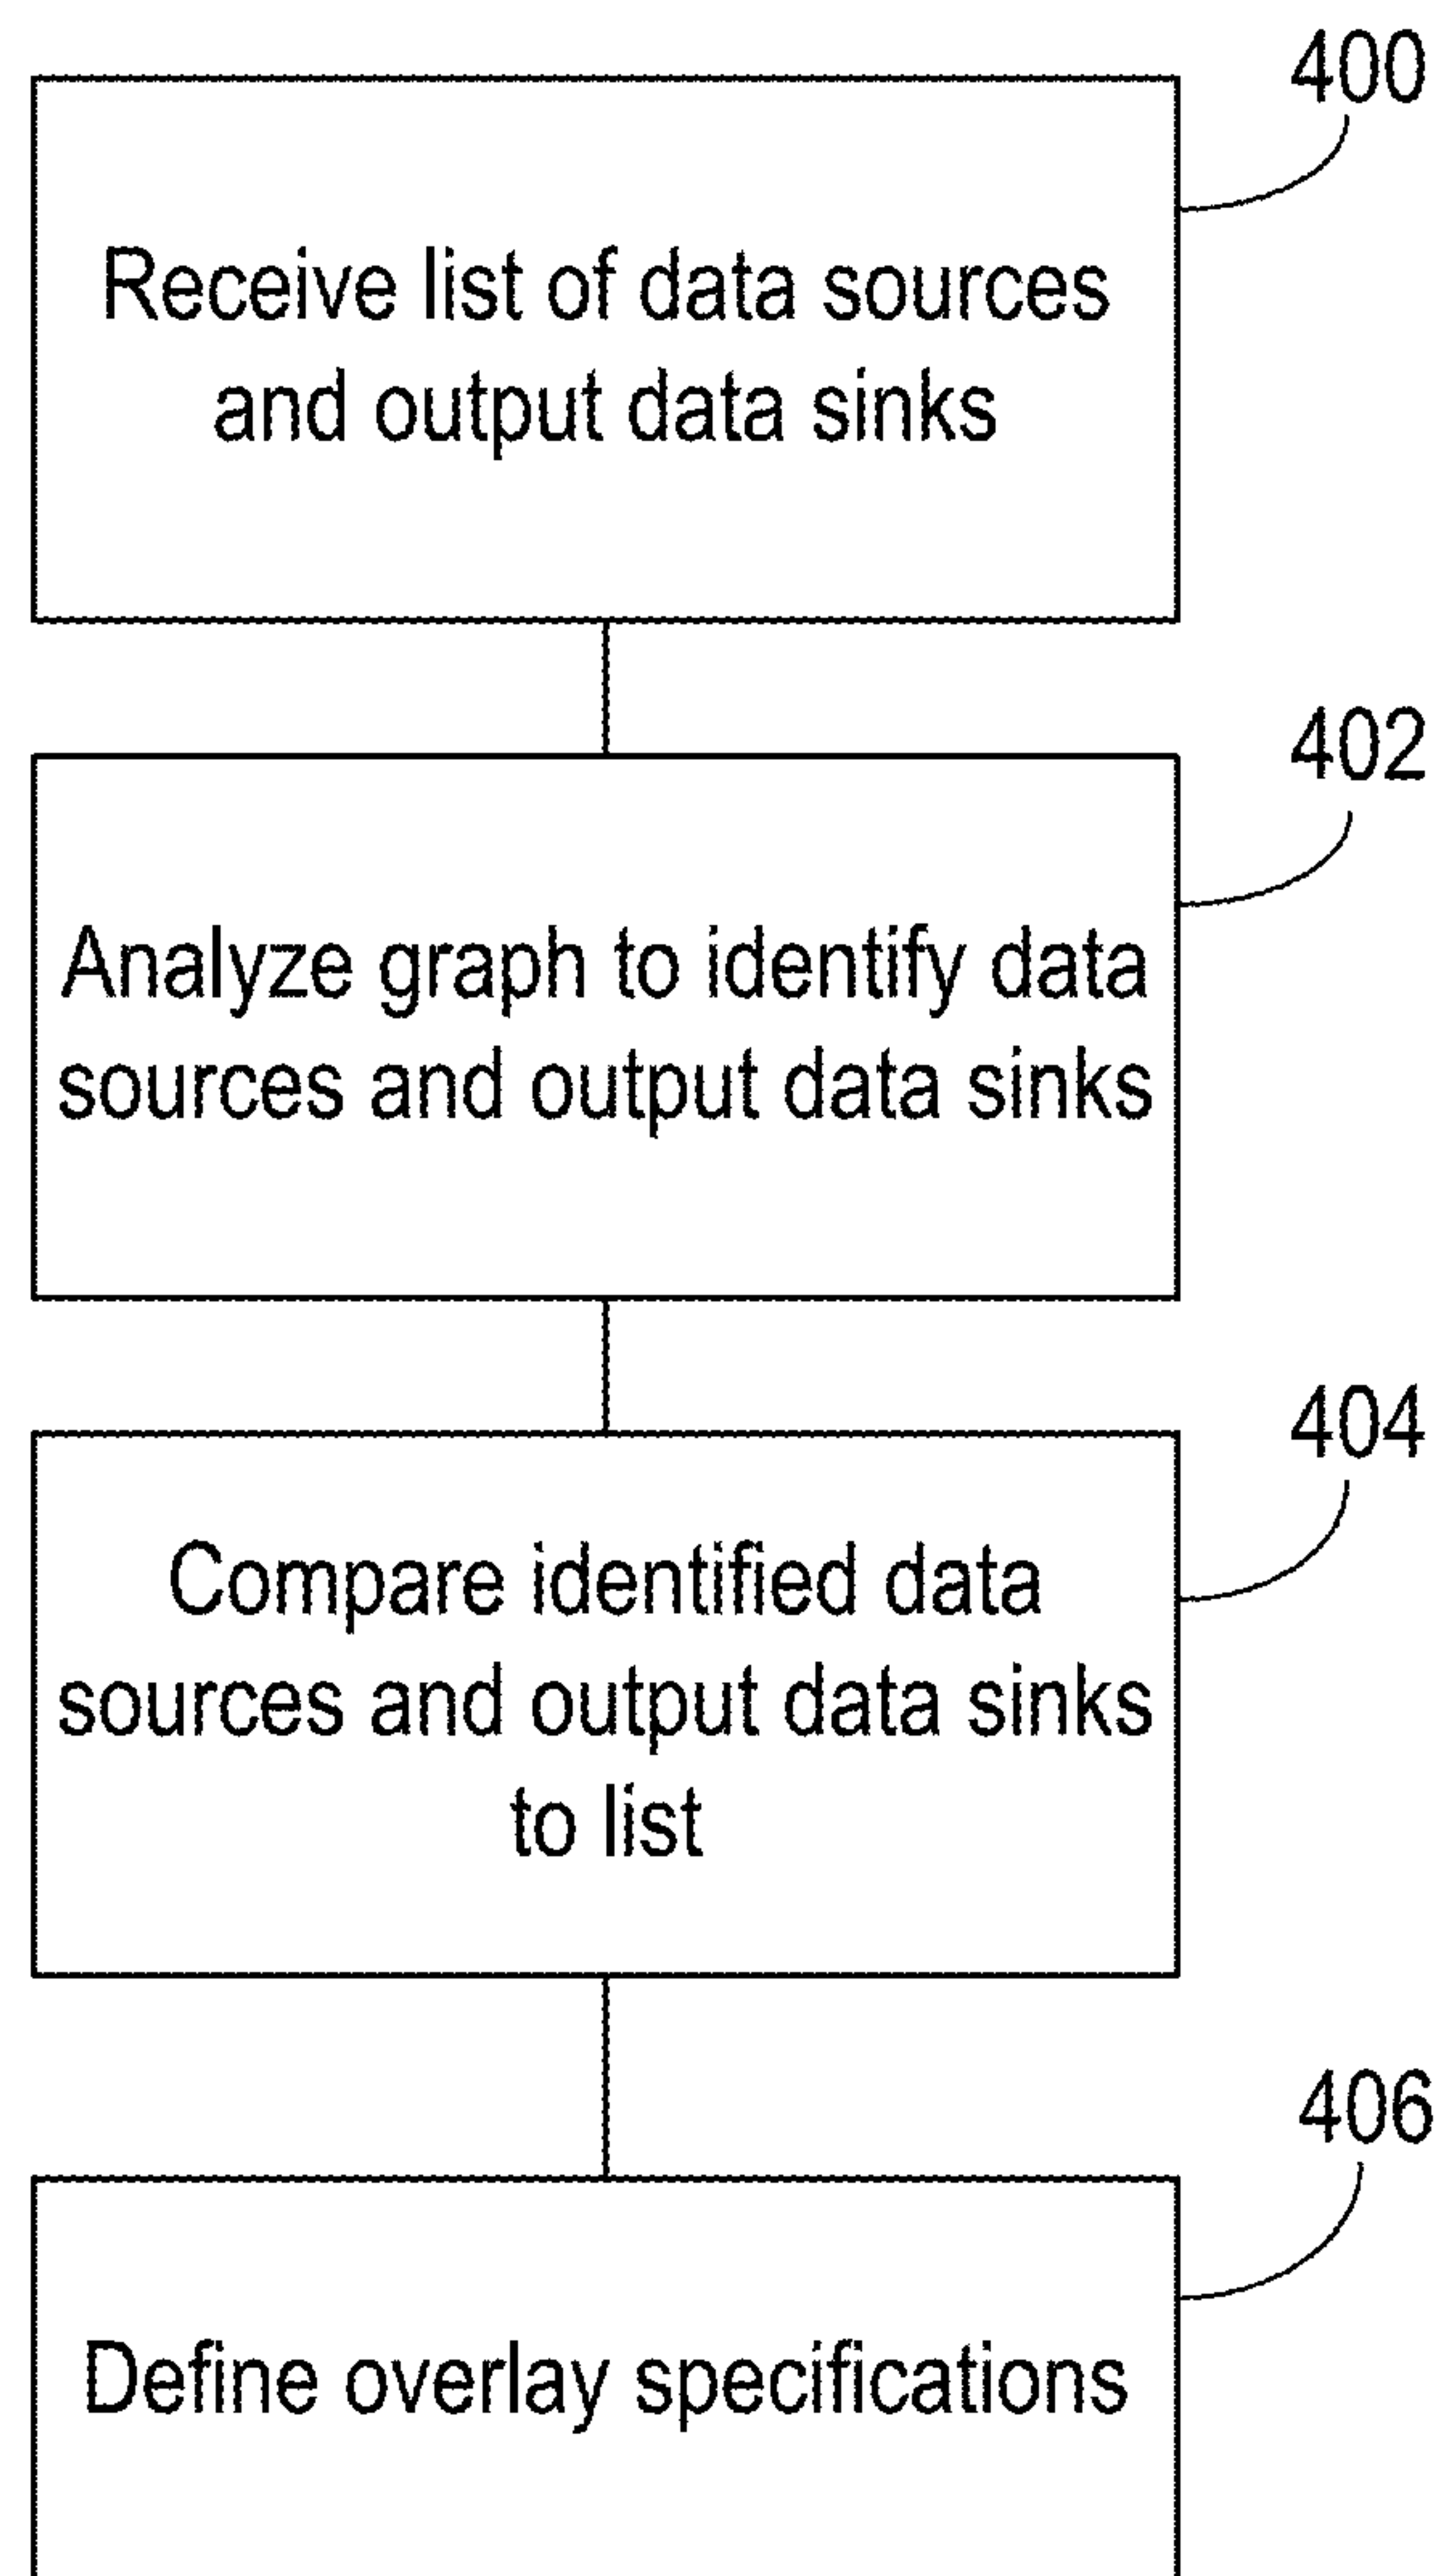 400
Receive list of data sources
and output data sinks
402
Analyze graph to identify data
sources and output data sinks
404
Compare identified data
sources and output data sinks
to list
406
Define overlay specifications